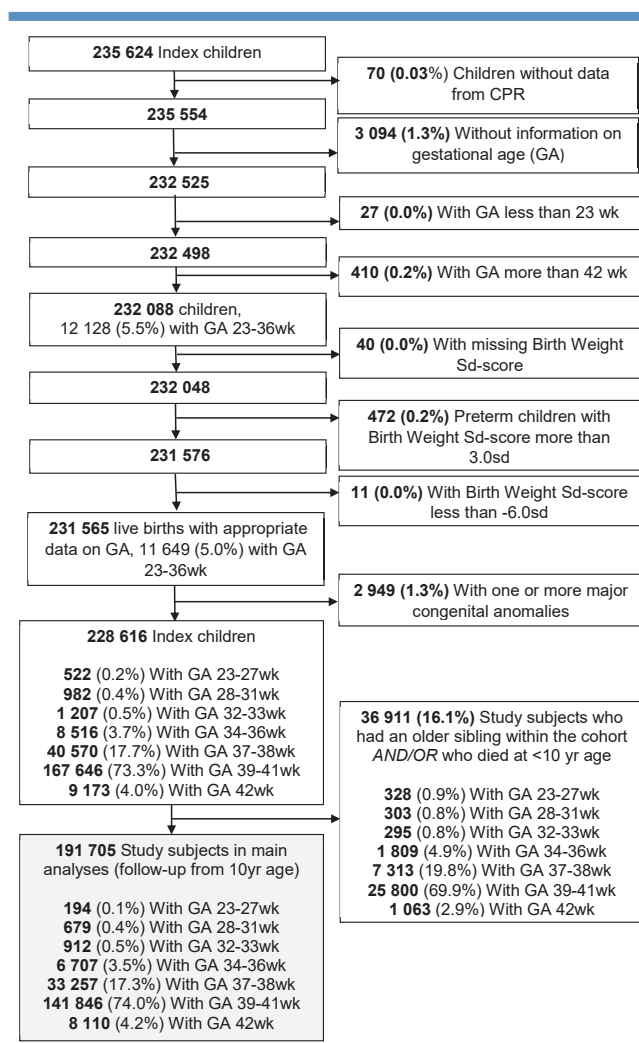 235 624 Index children
70 (0.03%) Children without data
from CPR
235 554
3 094 (1.3%) Without information on
gestational age (GA)
232 525
27 (0.0%) With GA less than 23 wk
232 498
410 (0.2%) With GA more than 42 wk
232 088 children,
12 128 (5.5%) with GA 23-36wk
40 (0.0%) With missing Birth Weight
Sd-score
232 048
472 (0.2%) Preterm children with
Birth Weight Sd-score more than
3.0sd
231 576
11 (0.0%) With Birth Weight Sd-score
less than -6.0sd
231 565 live births with appropriate
data on GA, 11 649 (5.0%) with GA
23-36wk
2 949 (1.3%) With one or more major
congenital anomalies
228 616 Index children
522 (0.2%) With GA 23-27wk
982 (0.4%) With GA 28-31wk
1 207 (0.5%) With GA 32-33wk
8 516 (3.7%) With GA 34-36wk
40 570 (17.7%) With GA 37-38wk
167 646 (73.3%) With GA 39-41wk
9 173 (4.0%) With GA 42wk
36 911 (16.1%) Study subjects who
had an older sibling within the cohort
AND/OR who died at <10 yr age
328 (0.9%) With GA 23-27wk
303 (0.8%) With GA 28-31wk
295 (0.8%) With GA 32-33wk
1 809 (4.9%) With GA 34-36wk
7 313 (19.8%) With GA 37-38wk
25 800 (69.9%) With GA 39-41wk
1 063 (2.9%) With GA 42wk
191 705 Study subjects in main
analyses (follow-up from 10yr age)
194 (0.1%) With GA 23-27wk
679 (0.4%) With GA 28-31wk
912 (0.5%) With GA 32-33wk
6 707 (3.5%) With GA 34-36wk
33 257 (17.3%) With GA 37-38wk
141 846 (74.0%) With GA 39-41wk
8 110 (4.2%) With GA 42wk